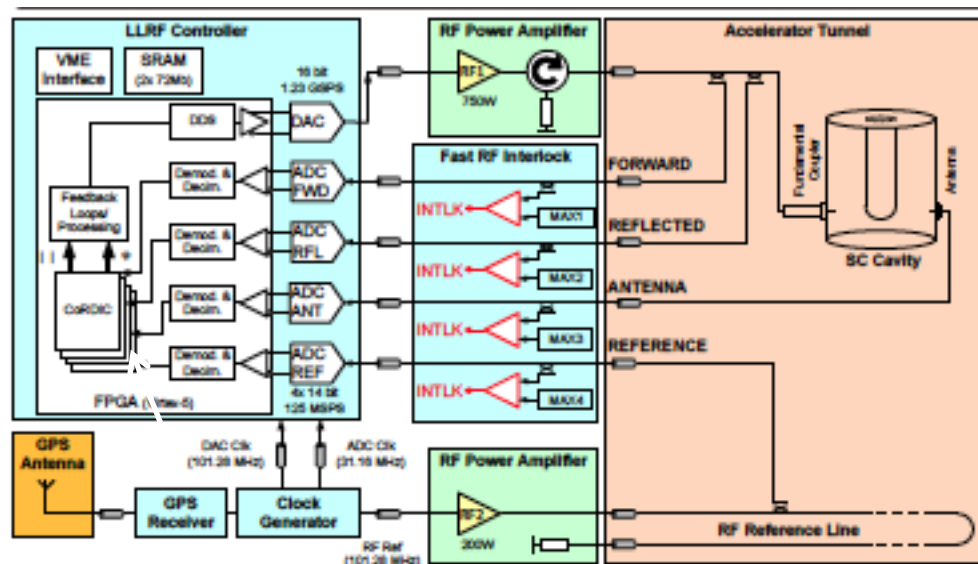 LLRF Controller
VME
Interface
SRAM
(2x 72Mb)
16 bit
1.23 GSPS
DDS
DAC
Feedback
Loops/
Processing
Demod. &
Decim.
ADC
FWD
Demod. &
Decim.
ADC
RFL
| |
φ
CoRDIC
Demod. &
Decim.
ADC
ANT
Demod. &
Decim.
ADC
REF
FPGA
4x 14 bit
125 MSPS
RF Power Amplifier
RF1
750W
Fast RF Interlock
INTLK
MAX1
INTLK
MAX2
INTLK
MAX3
INTLK
MAX4
Accelerator Tunnel
FORWARD
REFLECTED
ANTENNA
REFERENCE
Fundamental
Coupler
Antenna
SC Cavity
GPS
Antenna
GPS
Receiver
DAC Clk
(101.28 MHz)
ADC Clk
(31.16 MHz)
Clock
Generator
RF Ref
(101.28 MHz)
RF Power Amplifier
RF2
200W
RF Reference Line